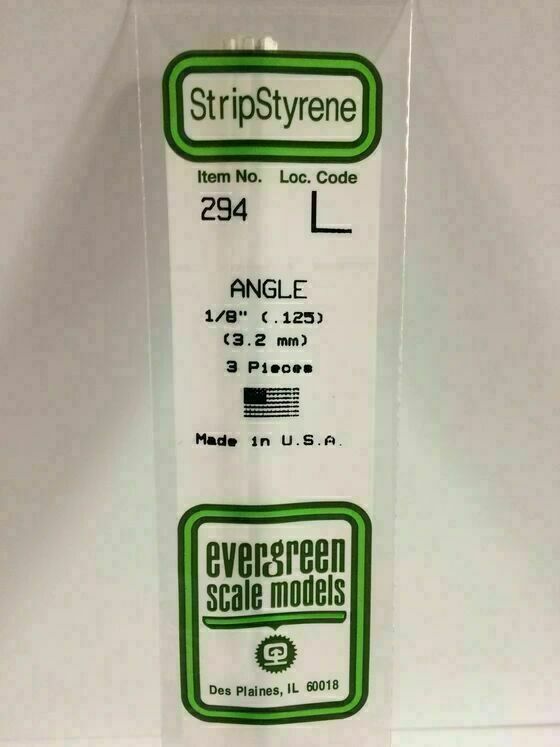 StripStyrene
Item No. Loc. Code
294 L
ANGLE
1/8" (.125)
(3.2 mm)
3 Pieces
Made in U.S.A.
evergreen
scale models
Des Plaines, IL 60018